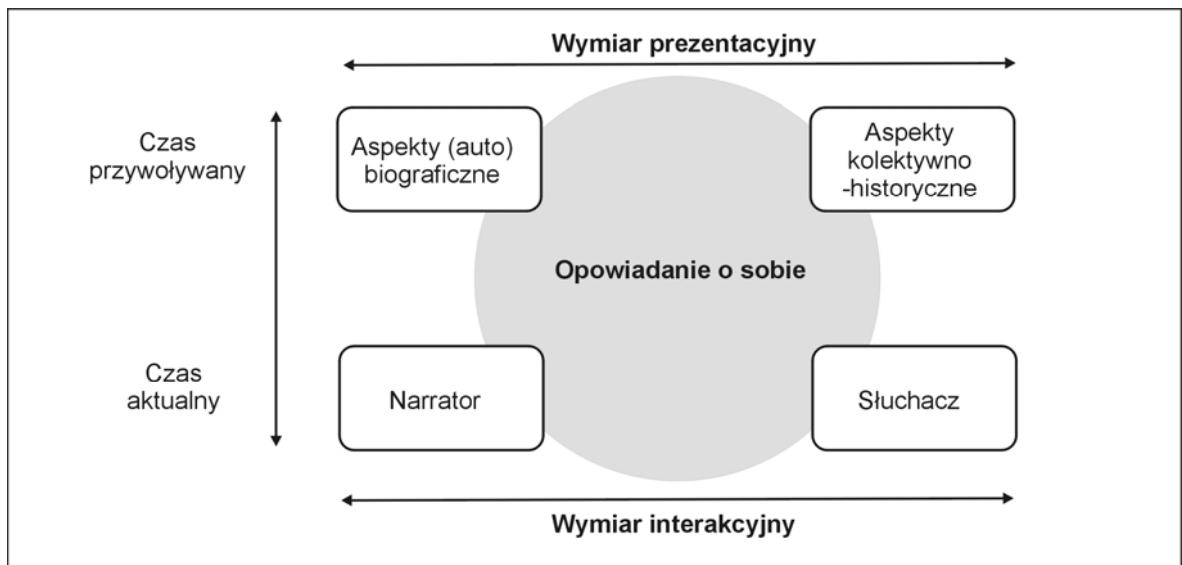 Wymiar prezentacyjny
Czas
przywoływany
Aspekty (auto)
biograficzne
Aspekty
kolektywno
-historyczne
Opowiadanie o sobie
Czas
aktualny
Narrator
Słuchacz
Wymiar interakcyjny